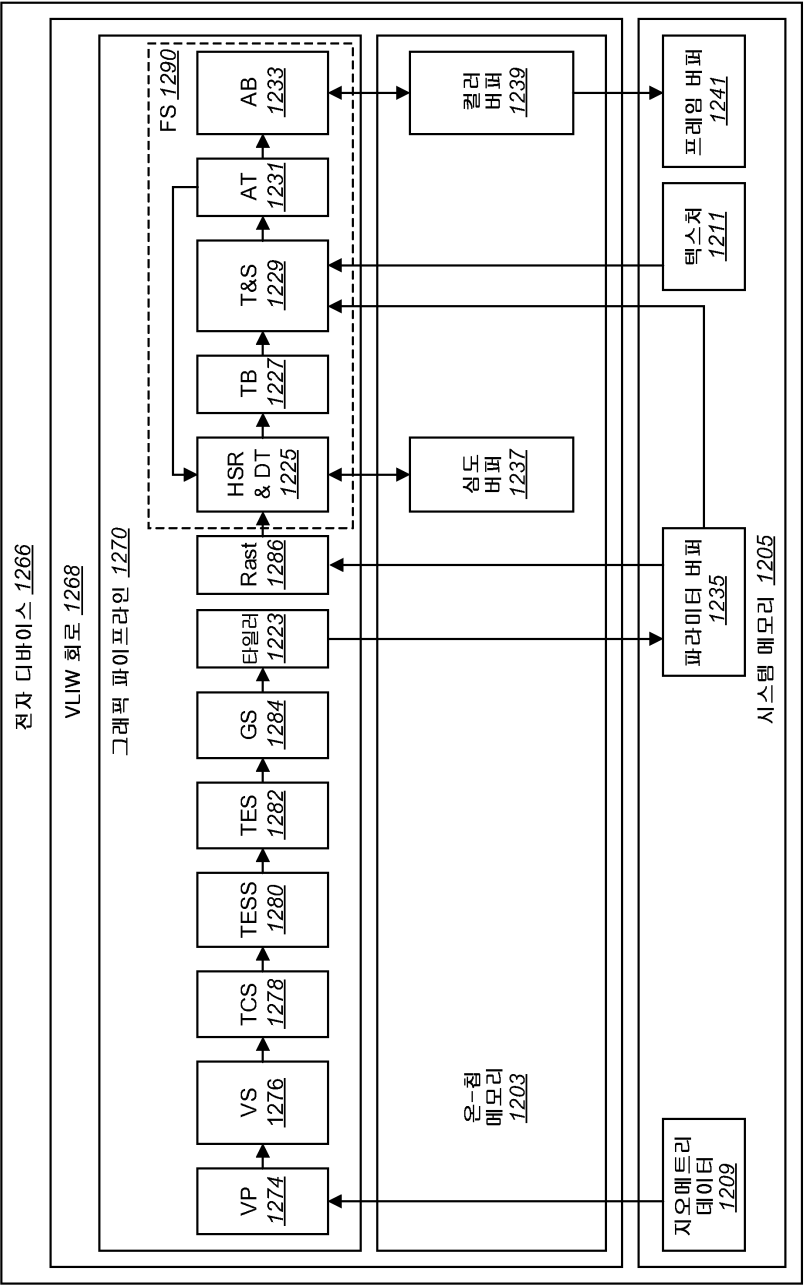 전자 디바이스 1266
VLIW 회로 1268
그래픽 파이프라인 1270
VP
1274
VS
1276
TCS
1278
TESS
1280
TES
1282
GS
1284
타일러
1223
Rast
1286
FS 1290
HSR
& DT
1225
TB
1227
T&S
1229
AT
1231
AB
1233
온-칩
메모리
1203
심도
버퍼
1237
컬러
버퍼
1239
지오메트리
데이터
1209
파라미터 버퍼
1235
텍스처
1211
프레임 버퍼
1241
시스템 메모리 1205